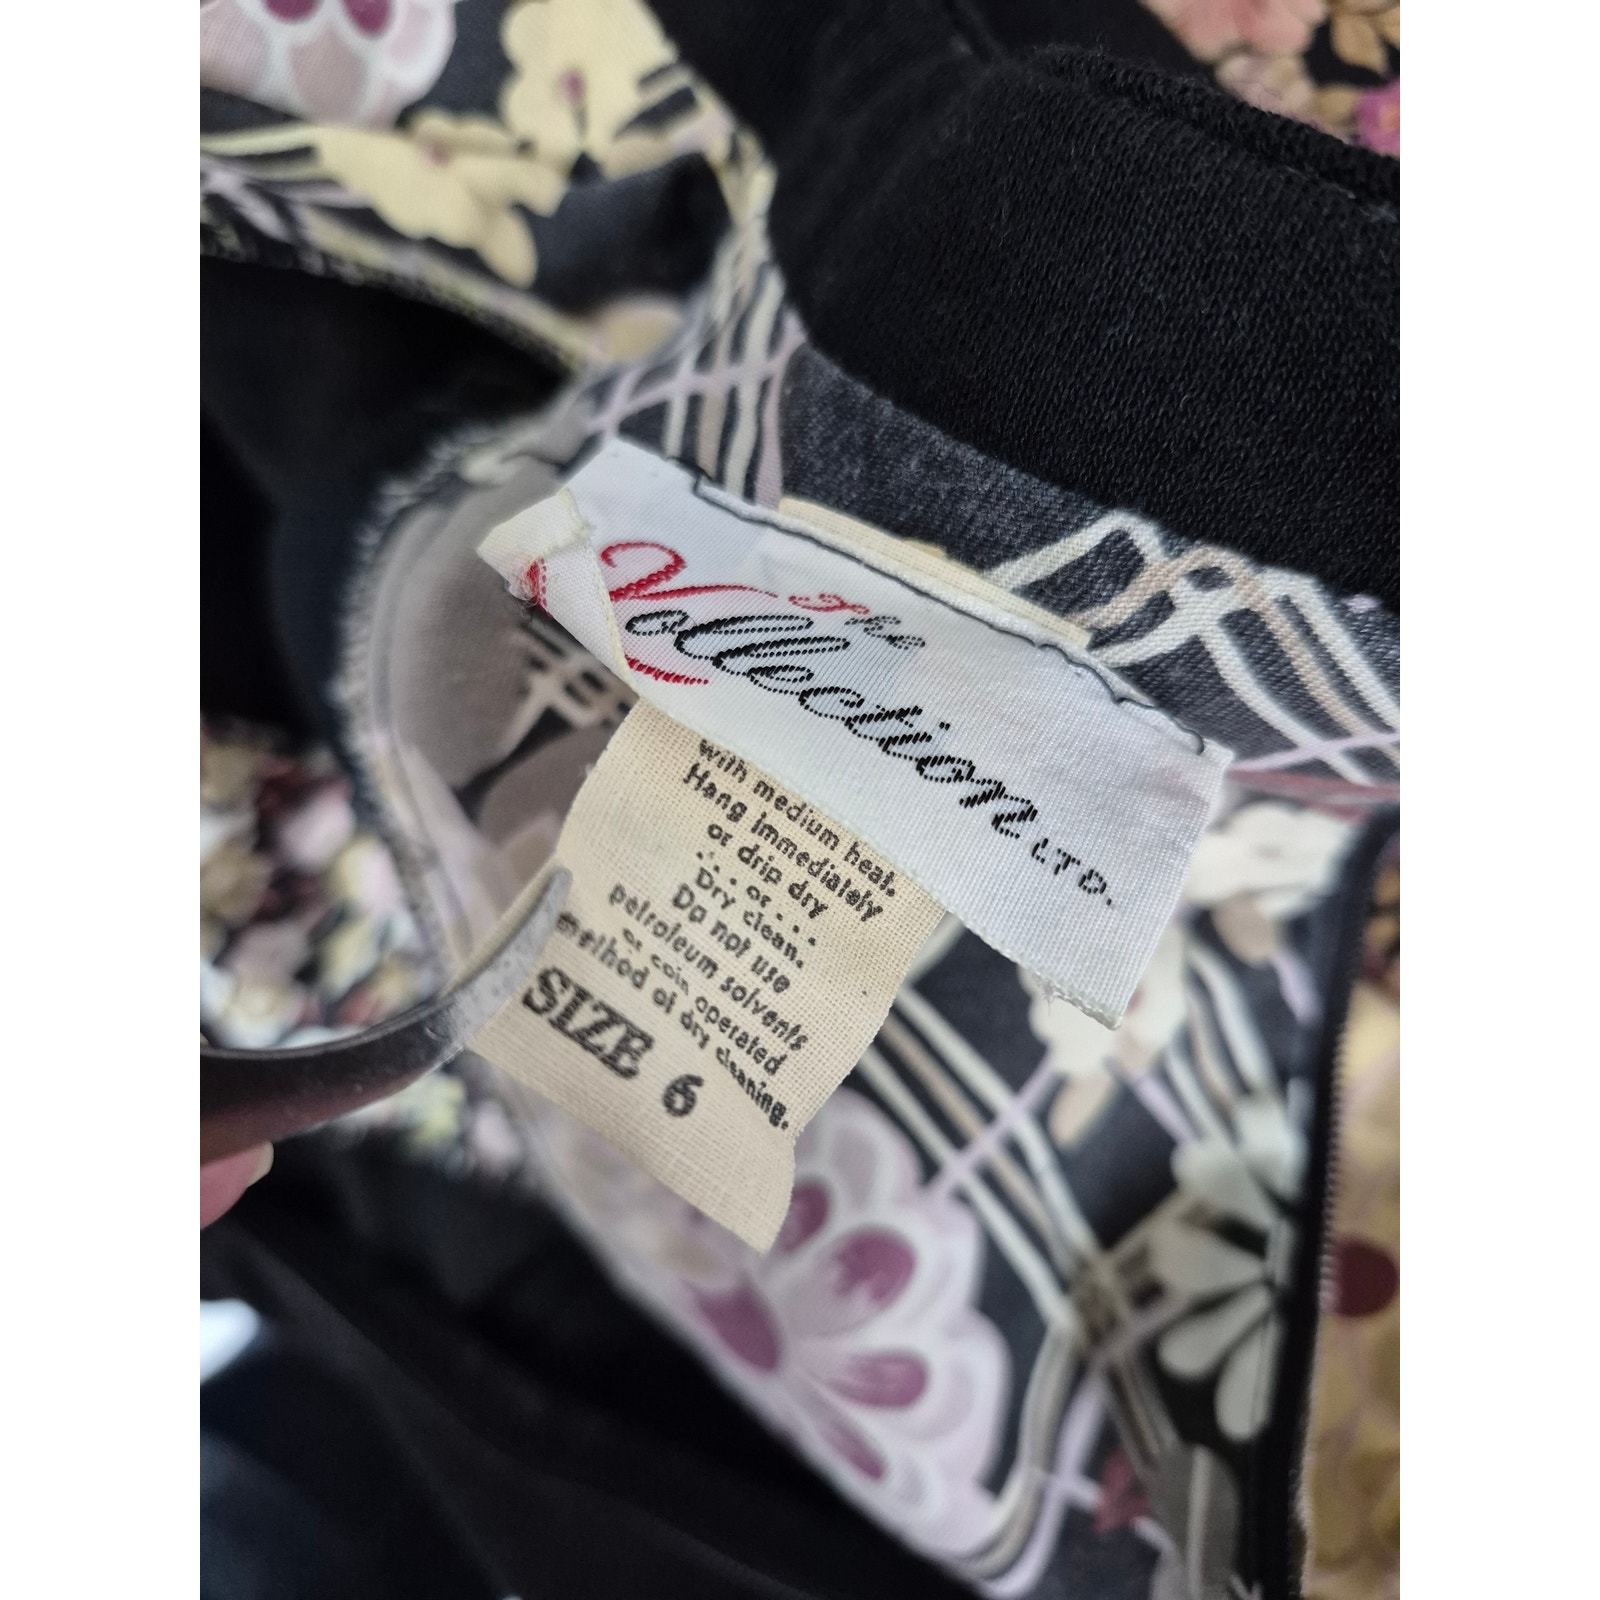 The
Collection LTD.
with medium heat.
Hang immediately
or drip dry
. . . or . . .
Dry clean.
Do not use
petroleum solvents
or coin operated
method of dry cleaning.
SIZE 6